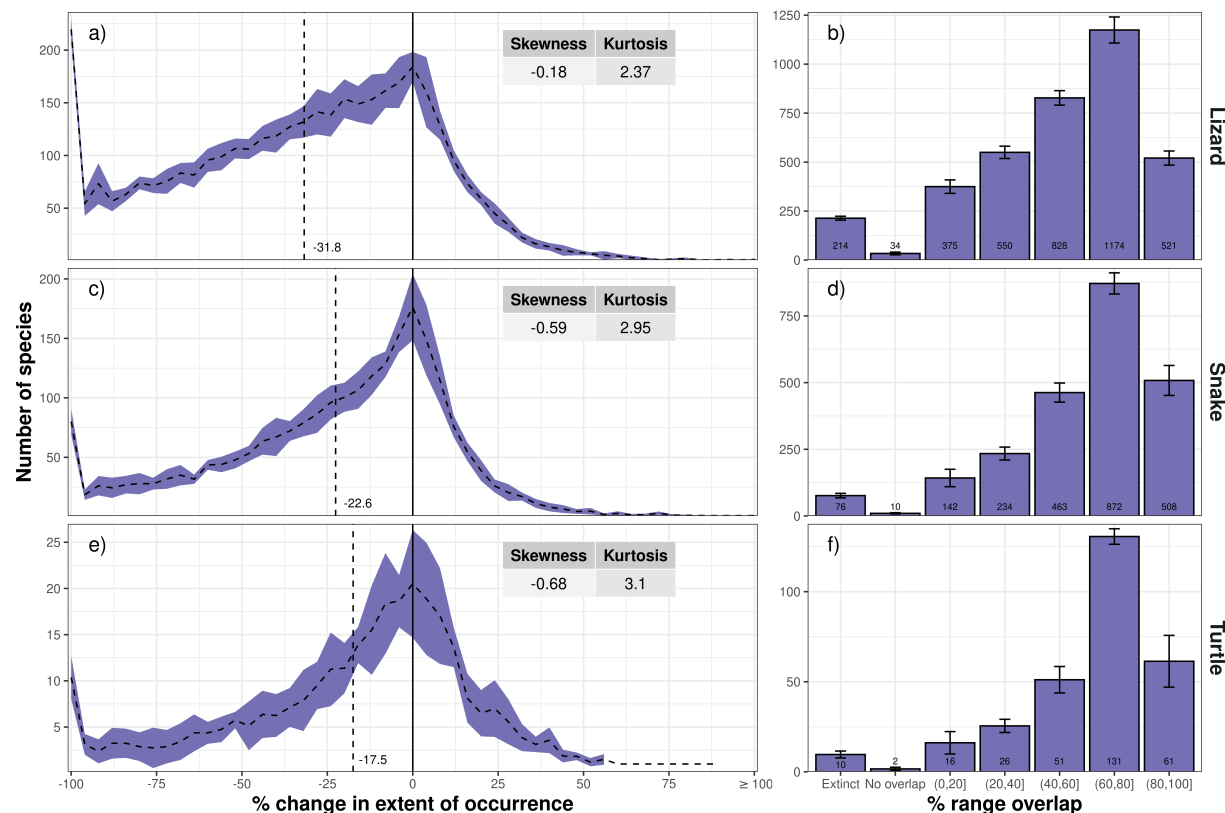 a)
Skewness Kurtosis
-0.18 2.37
200
150
100
50
-31.8
b)
1250
1000
750
500
250
0
214 34 375 550 828 1174 521
Lizard
c)
Skewness Kurtosis
-0.59 2.95
200
150
100
50
-22.6
d)
750
500
250
0
76 10 142 234 463 872 508
Snake
Number of species
e)
Skewness Kurtosis
-0.68 3.1
25
20
15
10
5
-17.5
-100 -75 -50 -25 0 25 50 75 ≥ 100
% change in extent of occurrence
f)
100
50
0
10 2 16 26 51 131 61
Turtle
Extinct No overlap (0,20] (20,40] (40,60] (60,80] (80,100]
% range overlap